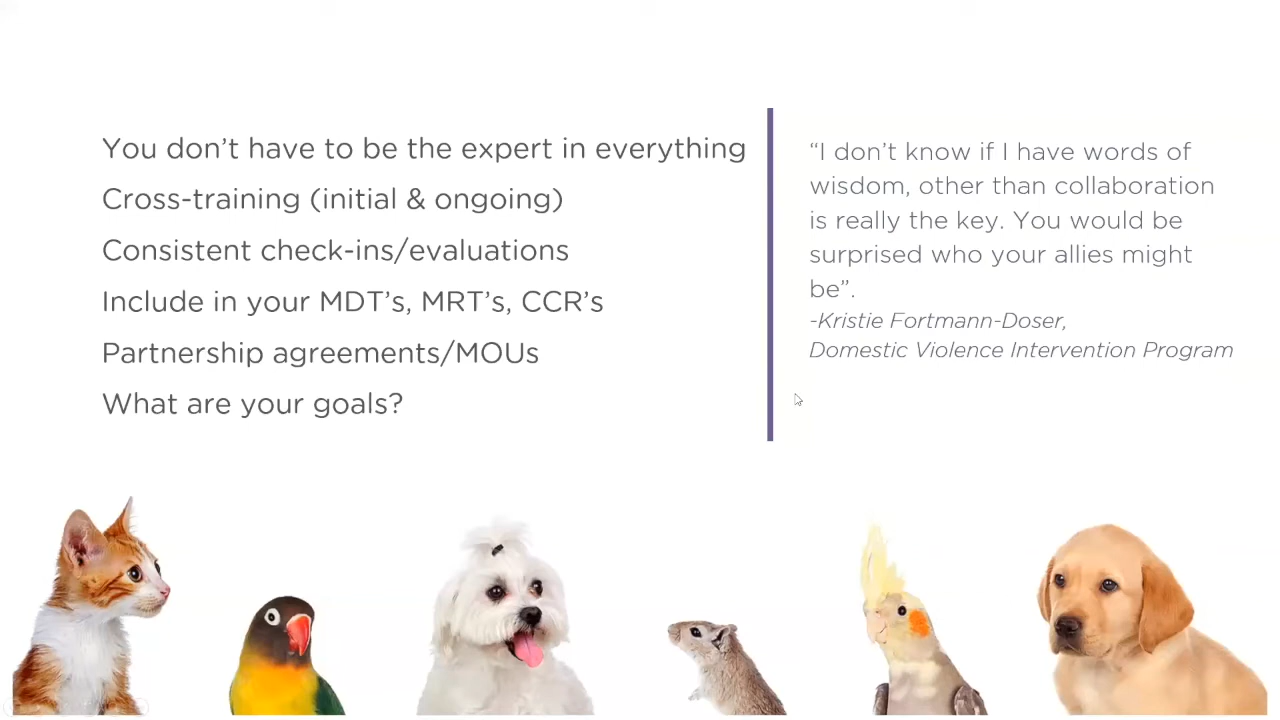 You don’t have to be the expert in everything
Cross-training (initial & ongoing)
Consistent check-ins/evaluations
Include in your MDT’s, MRT’s, CCR’s
Partnership agreements/MOUs
What are your goals?
“I don’t know if I have words of
wisdom, other than collaboration
is really the key. You would be
surprised who your allies might
be”.
-Kristie Fortmann-Doser,
Domestic Violence Intervention Program